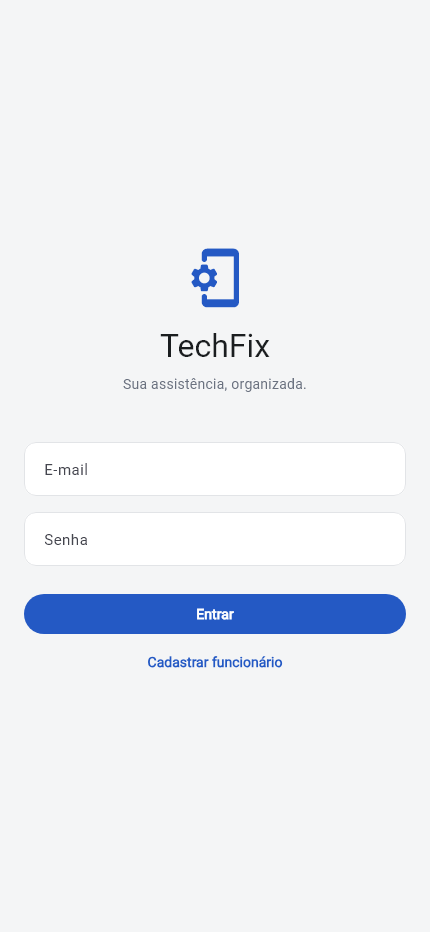 TechFix
Sua assistência, organizada.
E-mail
Senha
Entrar
Cadastrar funcionário